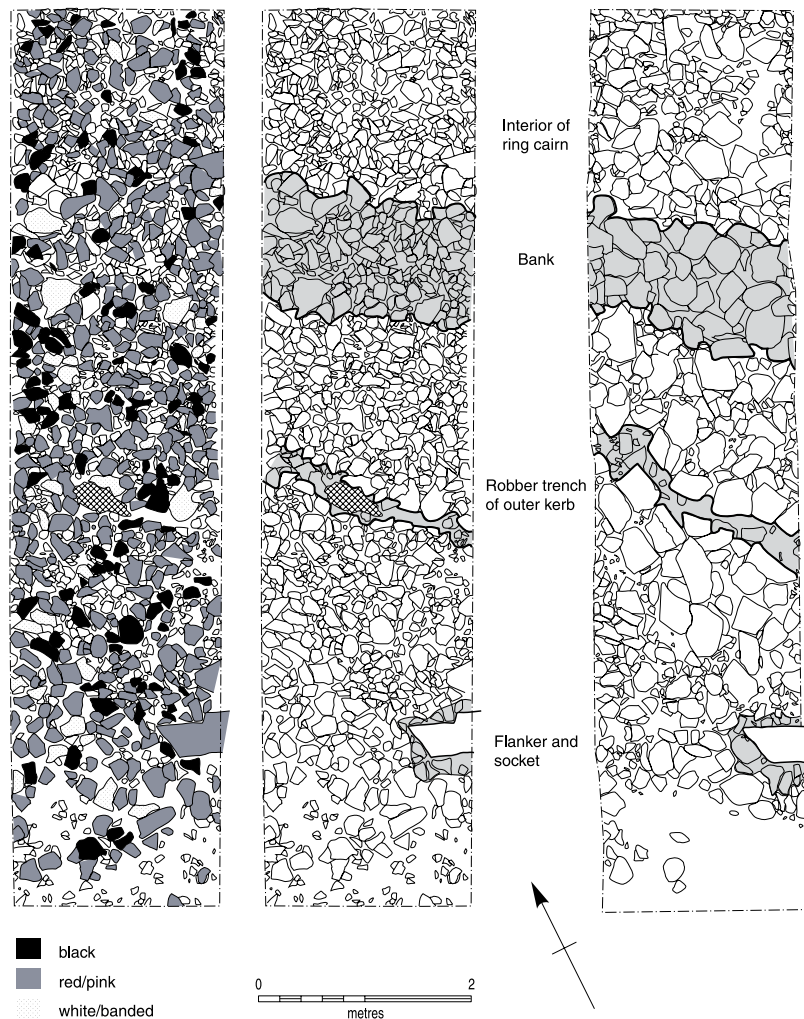 Interior of
ring cairn
Bank
Robber trench
of outer kerb
Flanker and
socket
black
red/pink
white/banded
0 2
metres